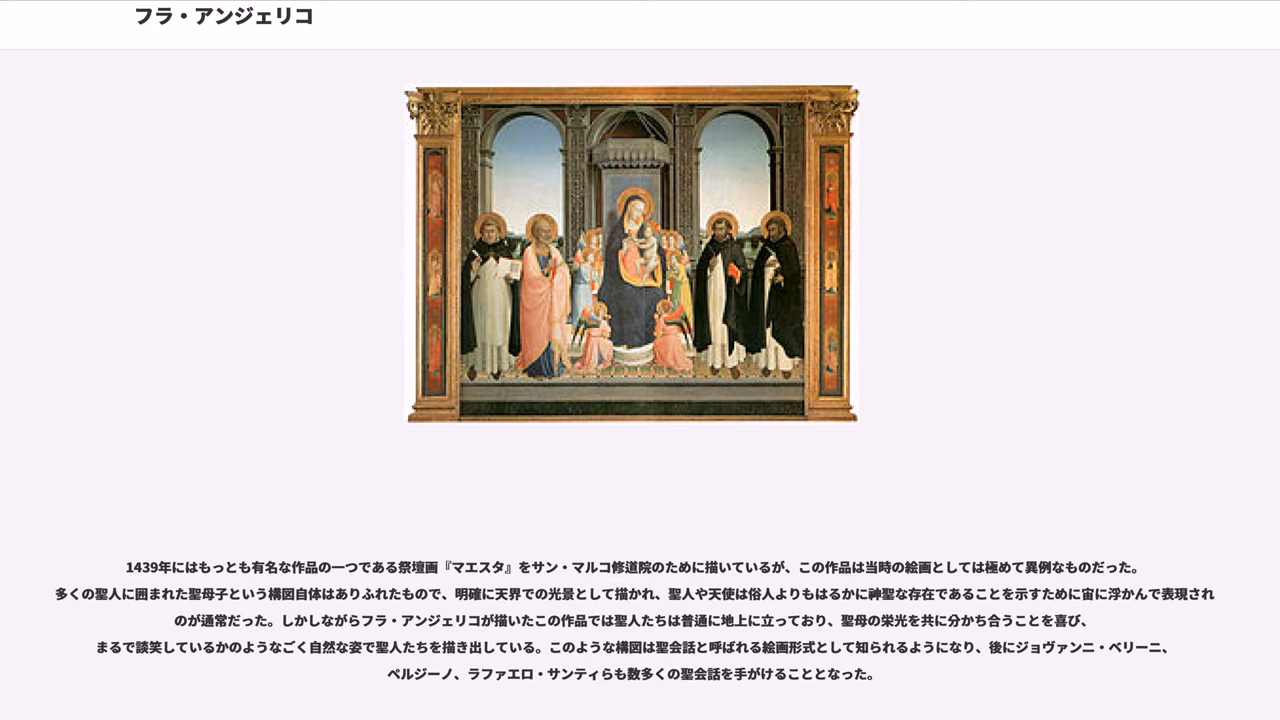 フラ・アンジェリコ
1439年にはもっとも有名な作品の一つである祭壇画『マエスタ』をサン・マルコ修道院のために描いているが、この作品は当時の絵画としては極めて異例なものだった。
多くの聖人に囲まれた聖母子という構図自体はありふれたもので、明確に天界での光景として描かれ、聖人や天使は俗人よりもはるかに神聖な存在であることを示すために宙に浮かんで表現され
のが通常だった。しかしながらフラ・アンジェリコが描いたこの作品では聖人たちは普通に地上に立っており、聖母の栄光を共に分かち合うことを喜び、
まるで談笑しているかのようなごく自然な姿で聖人たちを描き出している。このような構図は聖会話と呼ばれる絵画形式として知られるようになり、後にジョヴァンニ・ベリーニ、
ペルジーノ、ラファエロ・サンティらも数多くの聖会話を手がけることとなった。